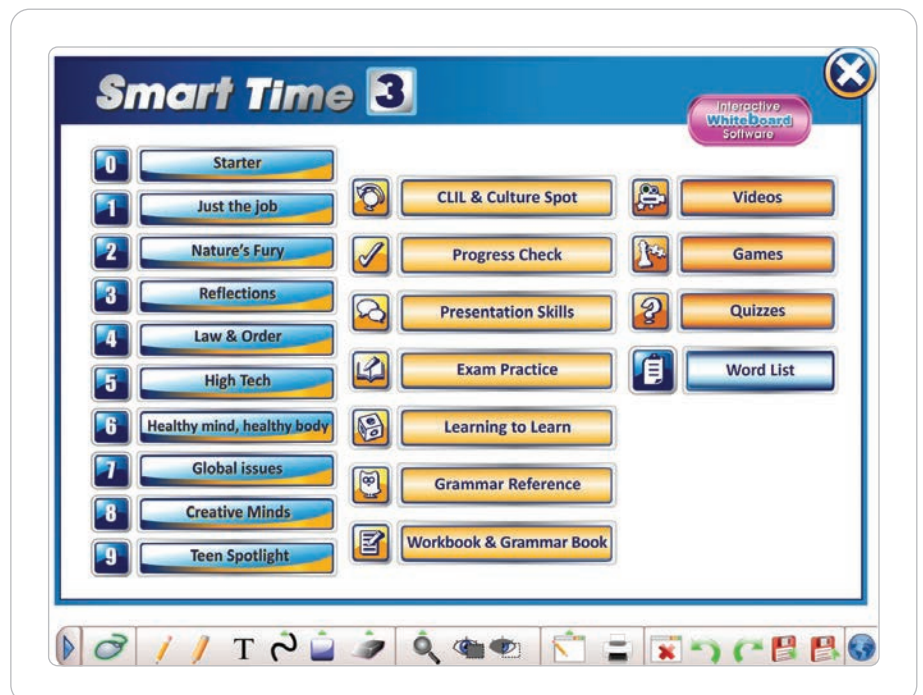 Smart Time 3
Interactive
WhiteBoard
Software
0 Starter
1 Just the job
2 Nature's Fury
3 Reflections
4 Law & Order
5 High Tech
6 Healthy mind, healthy body
7 Global issues
8 Creative Minds
9 Teen Spotlight
CLIL & Culture Spot
Progress Check
Presentation Skills
Exam Practice
Learning to Learn
Grammar Reference
Workbook & Grammar Book
Videos
Games
Quizzes
Word List
T